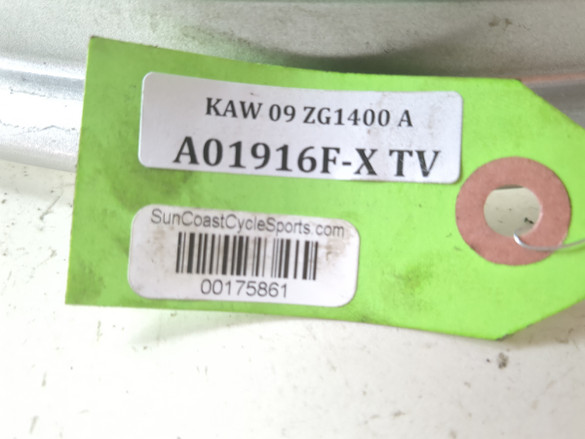 KAW 09 ZG1400 A
A01916F-X TV
SunCoastCycleSports.com
00175861